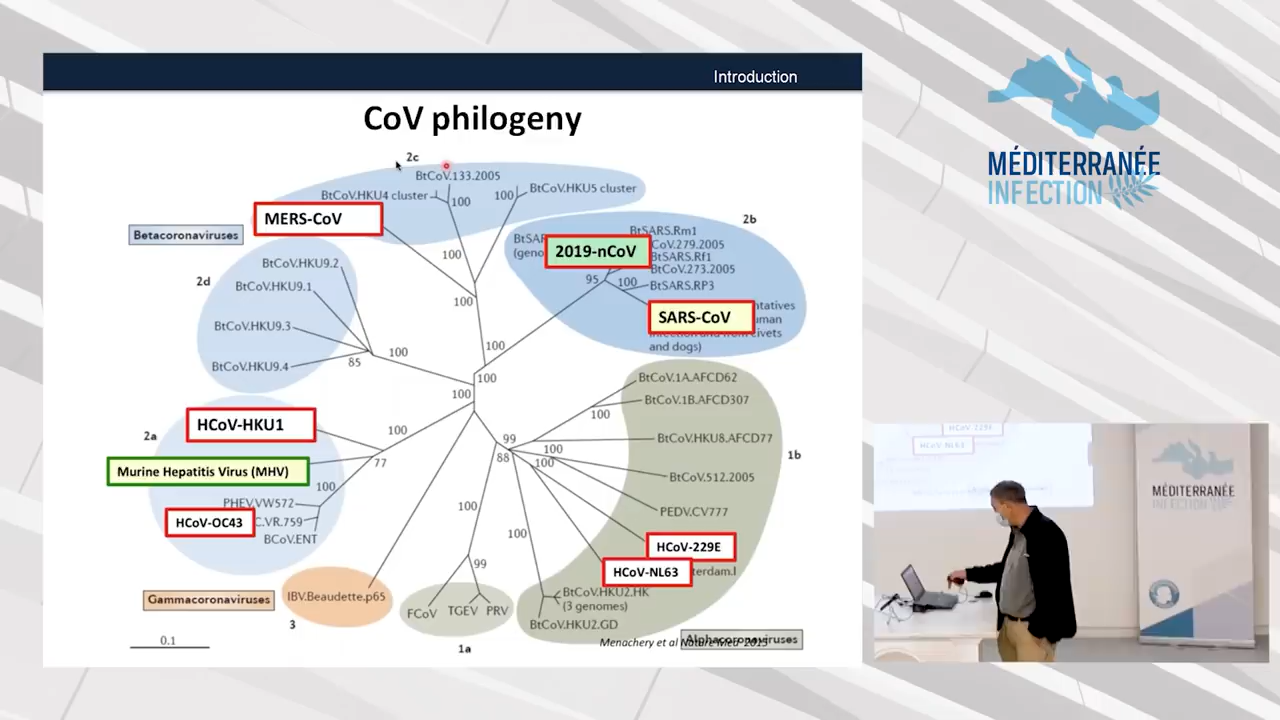 Introduction
CoV philogeny
2c
BtCoV.133.2005
BtCoV.HKU4 cluster
100
100
BtCoV.HKU5 cluster
MERS-CoV
Betacoronaviruses
100
100
100
2b
BtSARS.Rm1
BtSAR
(geno
2019-nCoV
CoV.279.2005
BtSARS.Rf1
BtCoV.273.2005
95
100
BtSARS.RP3
SARS-CoV
ntatives
uman
and dogs)
2d
BtCoV.HKU9.2
BtCoV.HKU9.1
BtCoV.HKU9.3
BtCoV.HKU9.4
100
85
100
100
HCoV-HKU1
2a
Murine Hepatitis Virus (MHV)
100
77
100
PHEV.VW572
HCoV-OC43
C.VR.759
BCoV.ENT
BtCoV.1A.AFCD62
BtCoV.1B.AFCD307
100
BtCoV.HKU8.AFCD77
99
88
100
100
1b
BtCoV.512.2005
PEDV.CV777
HCoV-229E
HCoV-NL63
terdam.I
100
100
99
BtCoV.HKU2.HK
(3 genomes)
BtCoV.HKU2.GD
Gammacoronaviruses
IBV.Beaudette.p65
3
FCoV
TGEV
PRV
1a
0.1
Menachery et al Nature Med 2015
Alphacoronaviruses
MÉDITERRANÉE
INFECTION
HCoV-229E
HCoV-NL63
MÉDITERRANÉE
INFECTION